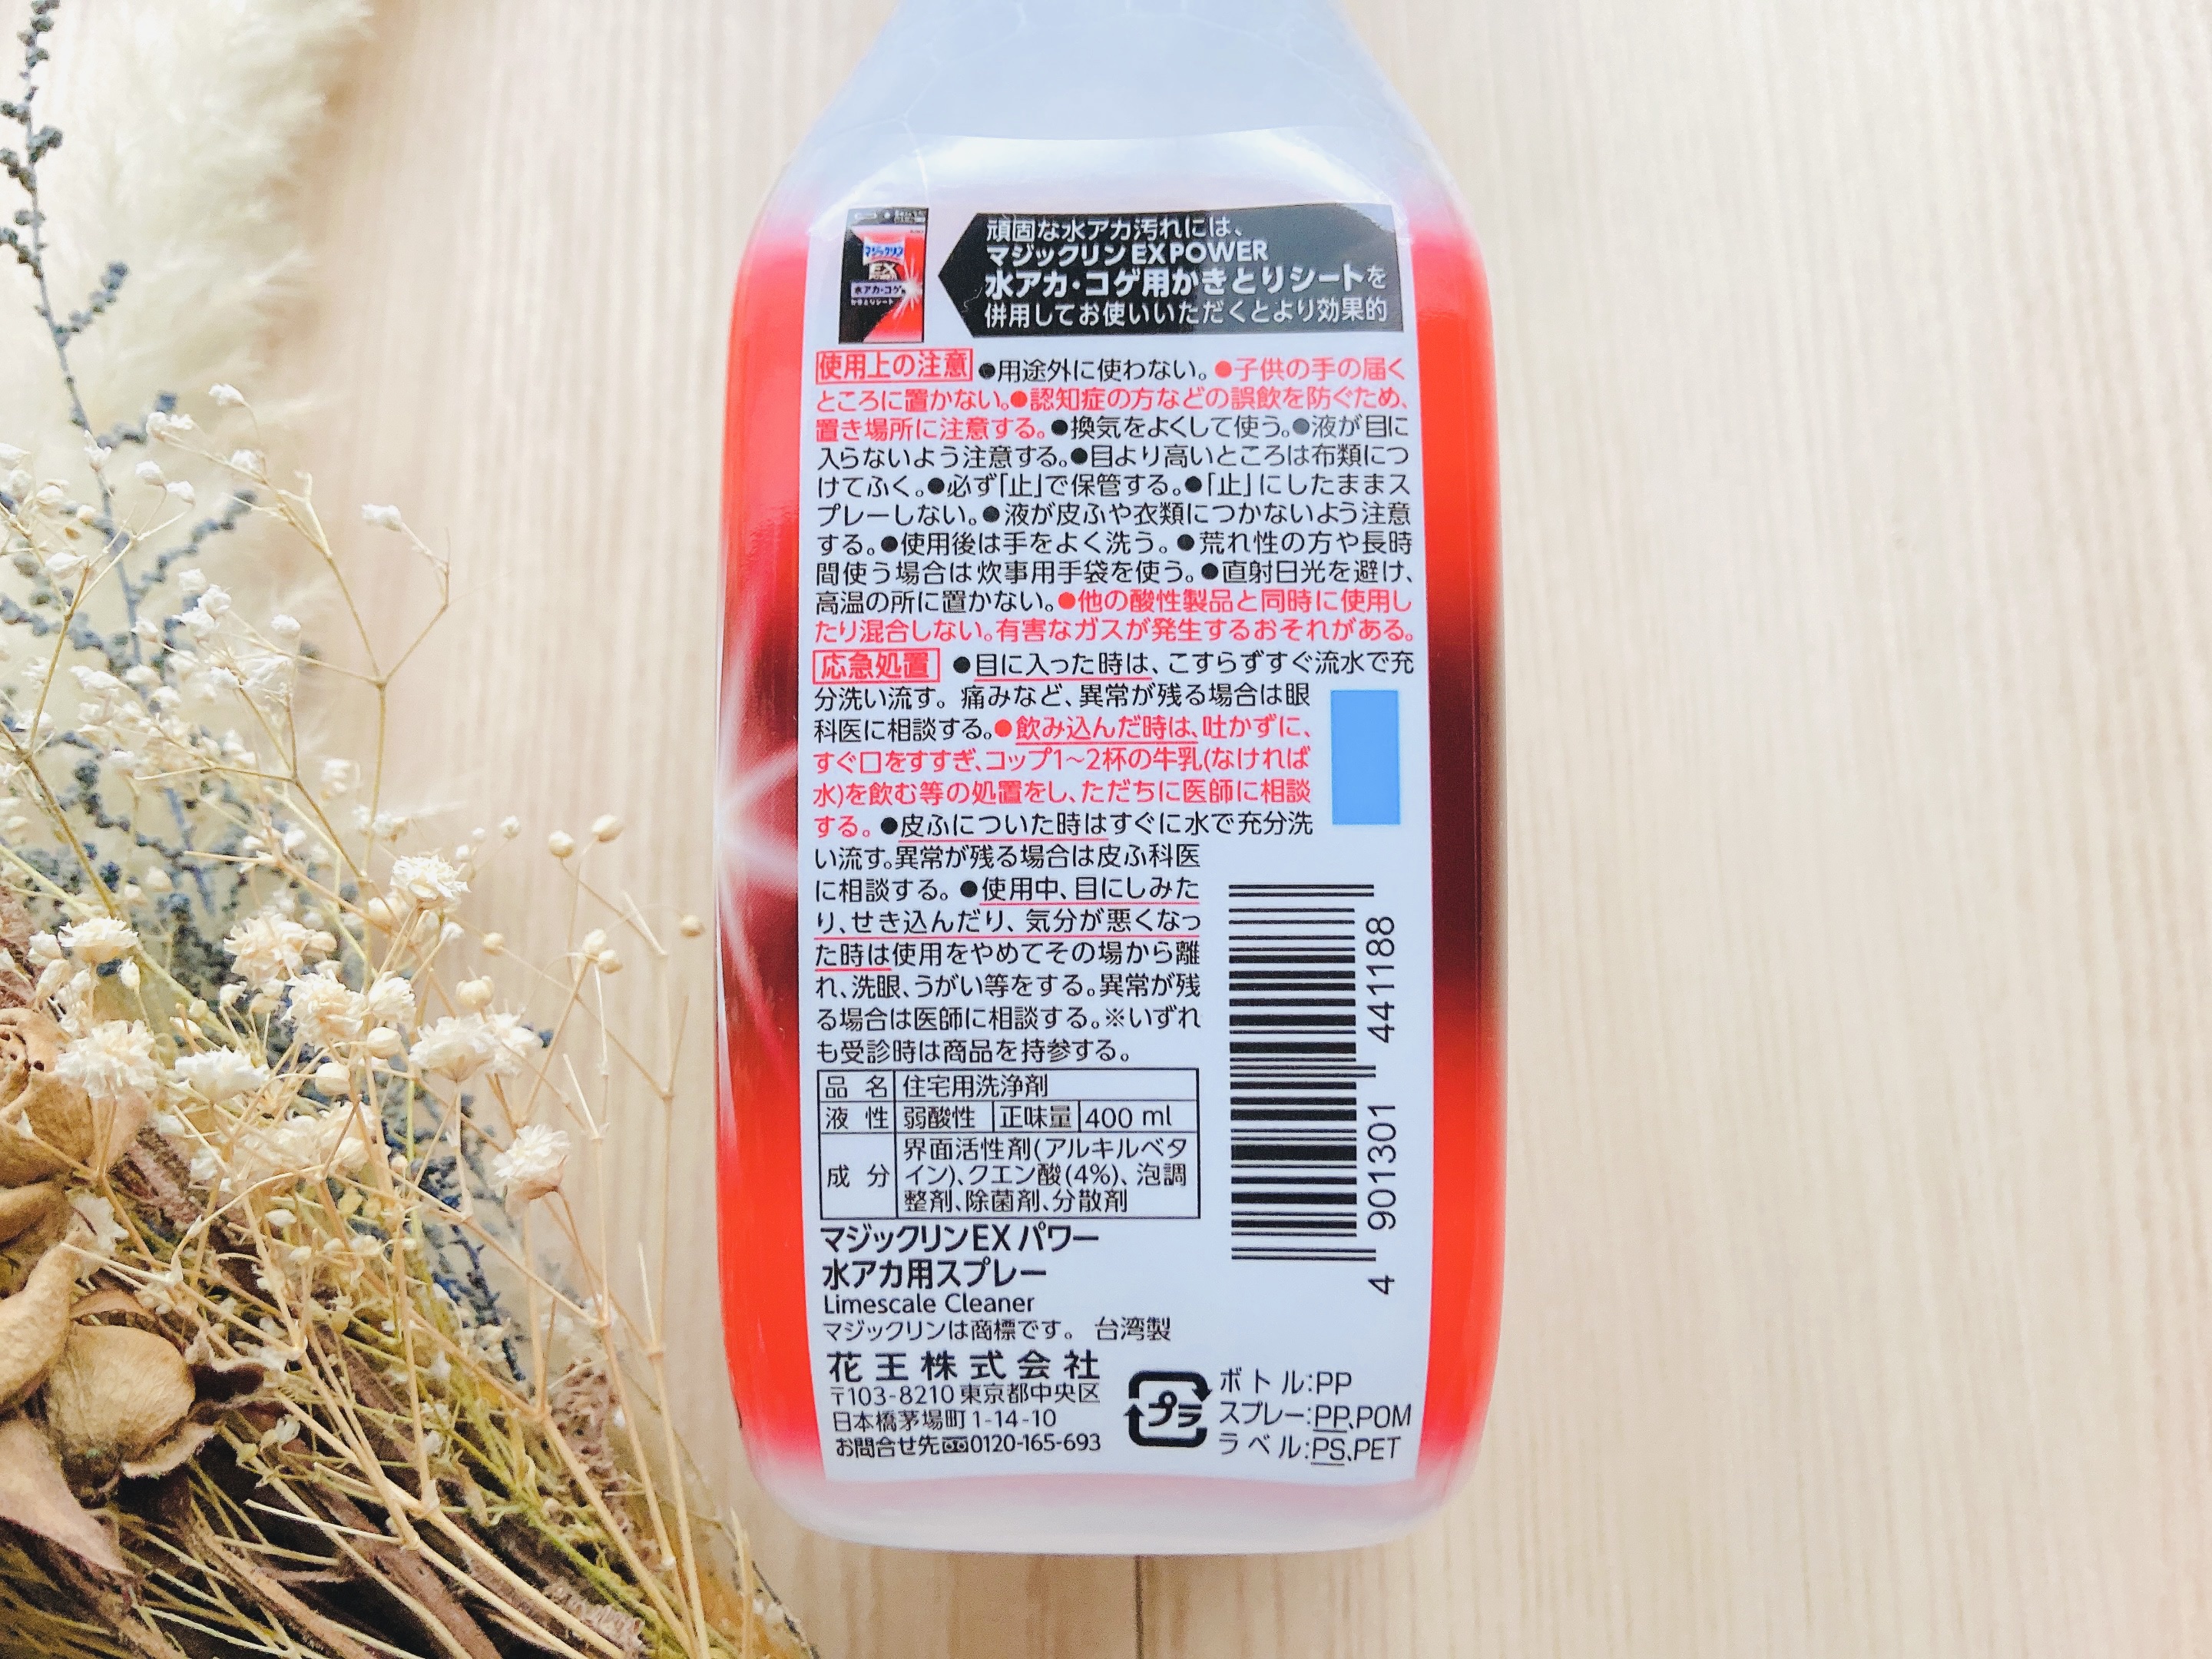 マジックリン
EX
水アカ・コゲ
かきとりシート
頑固な水アカ汚れには、
マジックリン EX POWER
水アカ・コゲ用かきとりシートを
併用してお使いいただくとより効果的
使用上の注意 ●用途外に使わない。●子供の手の届く
ところに置かない。●認知症の方などの誤飲を防ぐため、
置き場所に注意する。●換気をよくして使う。●液が目に
入らないよう注意する。●目より高いところは布類につ
けてふく。●必ず「止」で保管する。●「止」にしたままス
プレーしない。●液が皮ふや衣類につかないよう注意
する。●使用後は手をよく洗う。●荒れ性の方や長時
間使う場合は炊事用手袋を使う。●直射日光を避け、
高温の所に置かない。●他の酸性製品と同時に使用し
たり混合しない。有害なガスが発生するおそれがある。
応急処置 ●目に入った時は、こすらずすぐ流水で充
分洗い流す。痛みなど、異常が残る場合は眼
科医に相談する。●飲み込んだ時は、吐かずに、
すぐ口をすすぎ、コップ1〜2杯の牛乳(なければ
水)を飲む等の処置をし、ただちに医師に相談
する。●皮ふについた時はすぐに水で充分洗
い流す。異常が残る場合は皮ふ科医
に相談する。●使用中、目にしみた
り、せき込んだり、気分が悪くなっ
た時は使用をやめてその場から離
れ、洗眼、うがい等をする。異常が残
る場合は医師に相談する。※いずれ
も受診時は商品を持参する。
品 名 住宅用洗浄剤
液 性 弱酸性 正味量 400 ml
成 分 界面活性剤(アルキルベタ
イン)、クエン酸(4%)、泡調
整剤、除菌剤、分散剤
4 901301 441188
マジックリンEX パワー
水アカ用スプレー
Limescale Cleaner
マジックリンは商標です。 台湾製
花王株式会社
〒103-8210 東京都中央区
日本橋茅場町1-14-10
お問合せ先 0120-165-693
プラ
ボトル:PP
スプレー:PP、POM
ラベル:PS、PET